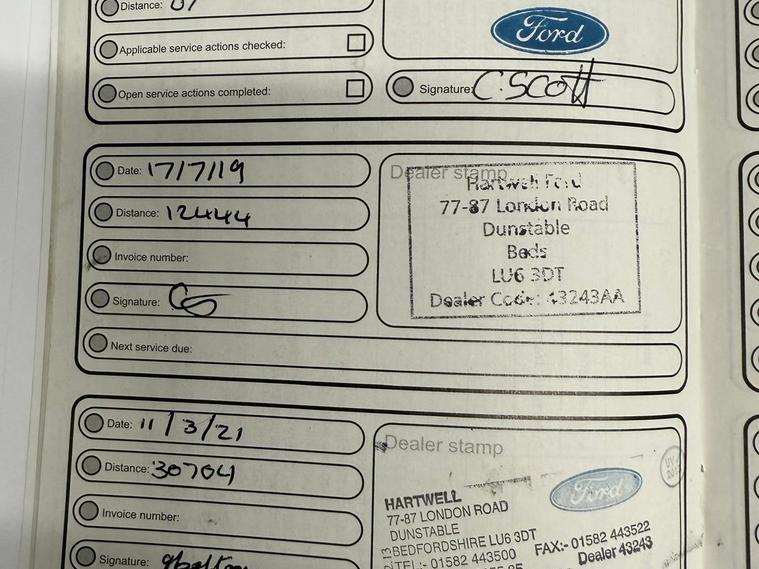 Distance:
Ford
Applicable service actions checked:
Open service actions completed:
Signature: C.SCOTT
Date: 17/7/19
Distance: 12444
Invoice number:
Signature:
Next service due:
Dealer stamp
Hartwell Ford
77-87 London Road
Dunstable
Beds
LU6 3DT
Dealer Code: 43243AA
Date: 11/3/21
Distance: 30704
Invoice number:
Signature:
Dealer stamp
Ford
HARTWELL
77-87 LONDON ROAD
DUNSTABLE
BEDFORDSHIRE LU6 3DT
TEL:- 01582 443500 FAX:- 01582 443522
Dealer 43243